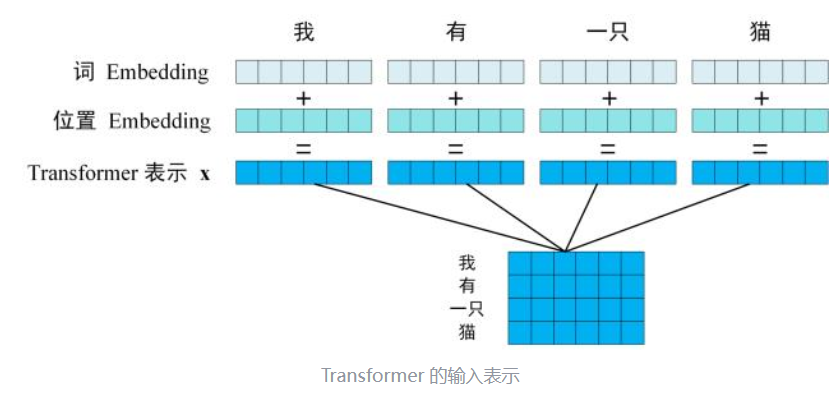 我 有 一只 猫
词 Embedding
+ + + +
位置 Embedding
= = = =
Transformer 表示 x
我
有
一只
猫
Transformer 的输入表示